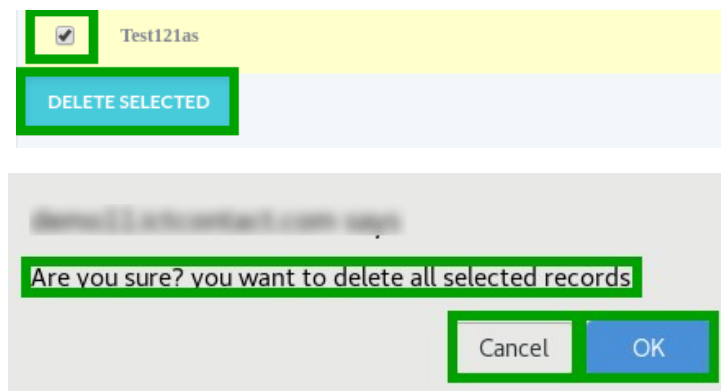 Test121as
DELETE SELECTED
Are you sure? you want to delete all selected records
Cancel
OK